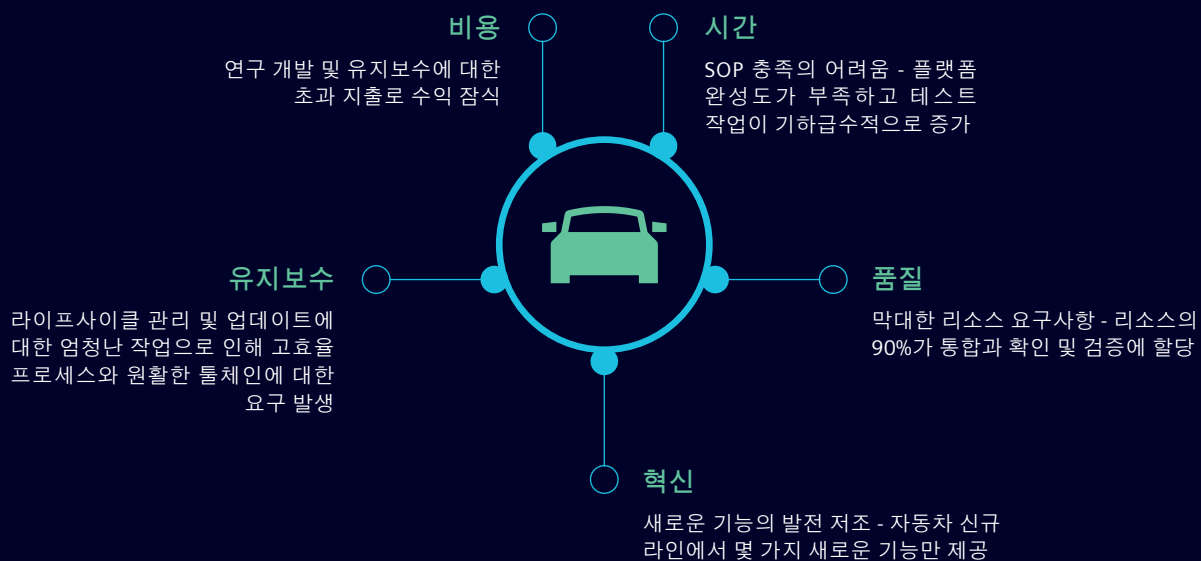 비용
연구 개발 및 유지보수에 대한
초과 지출로 수익 잠식
시간
SOP 충족의 어려움 - 플랫폼
완성도가 부족하고 테스트
작업이 기하급수적으로 증가
유지보수
라이프사이클 관리 및 업데이트에
대한 엄청난 작업으로 인해 고효율
프로세스와 원활한 툴체인에 대한
요구 발생
품질
막대한 리소스 요구사항 - 리소스의
90%가 통합과 확인 및 검증에 할당
혁신
새로운 기능의 발전 저조 - 자동차 신규
라인에서 몇 가지 새로운 기능만 제공